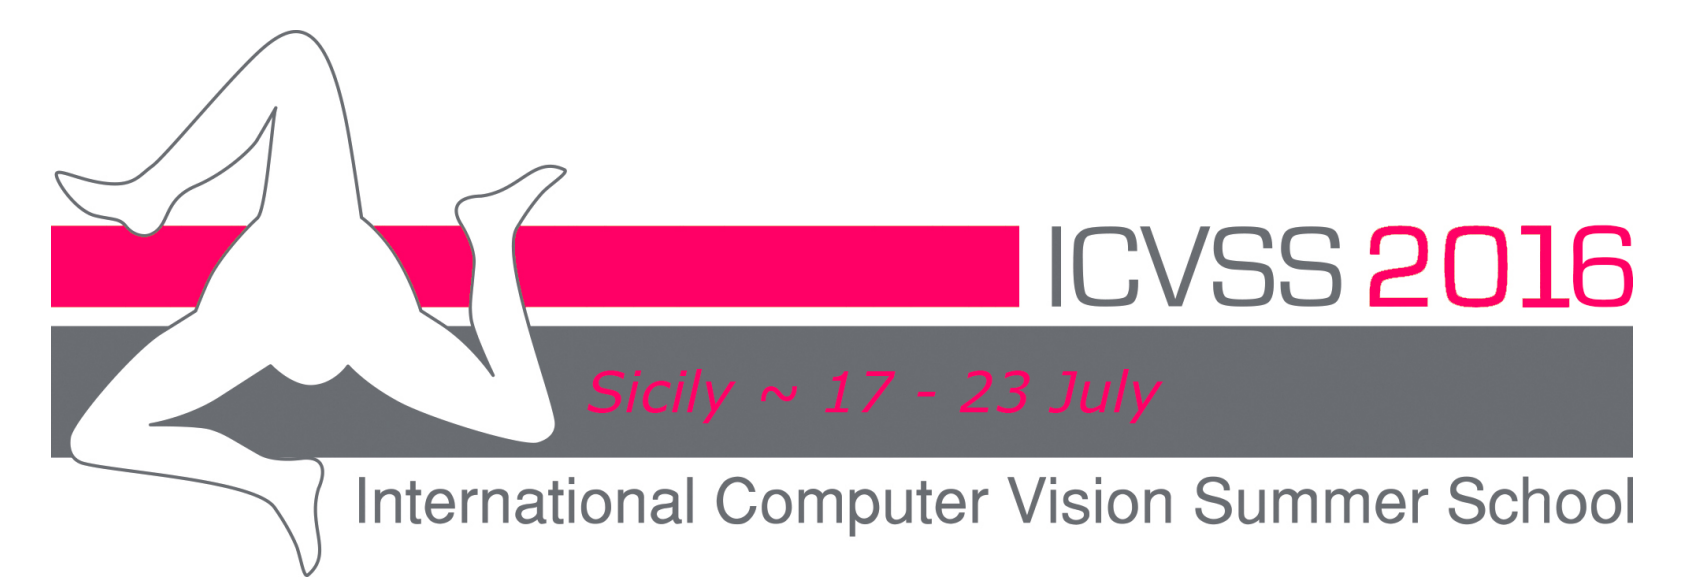 ICVSS 2016
Sicily ~ 17 - 23 July
International Computer Vision Summer School